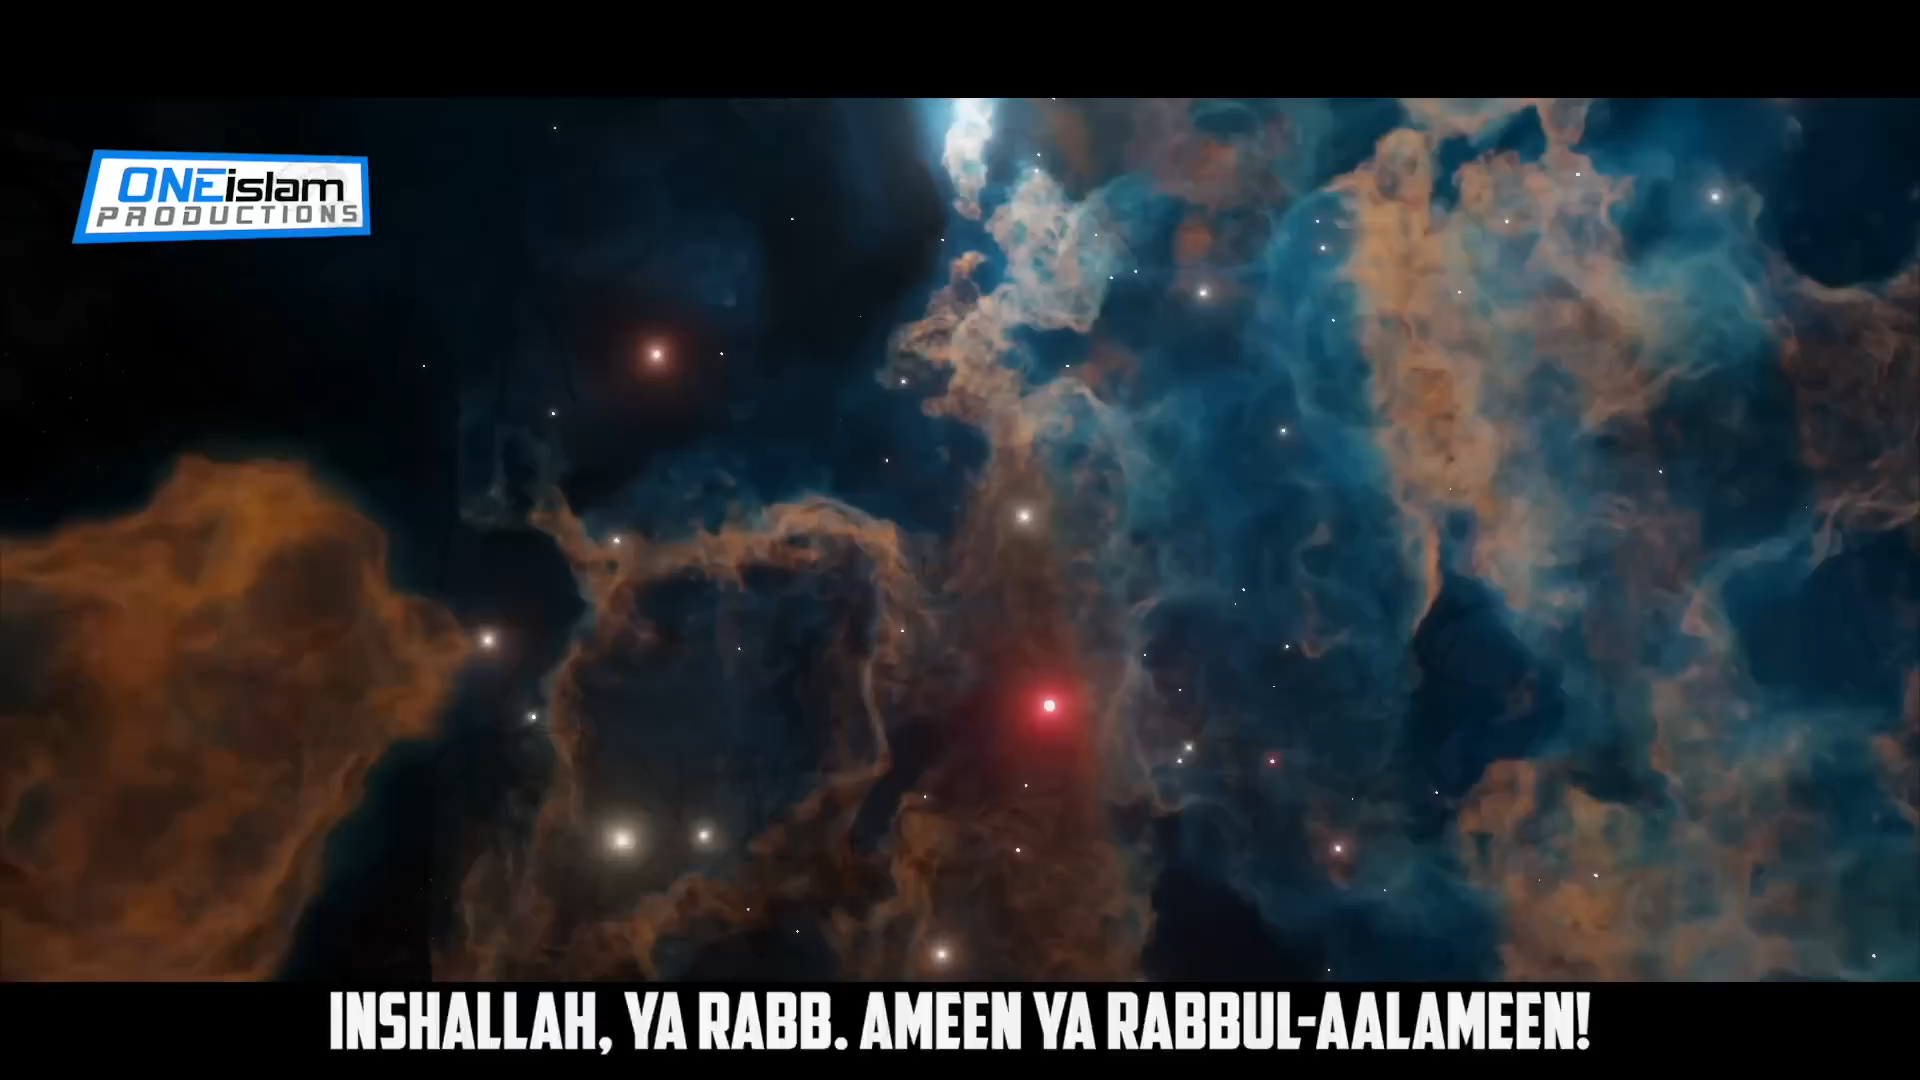 ONEislam
PRODUCTIONS
INSHALLAH, YA RABB. AMEEN YA RABBUL-AALAMEEN!